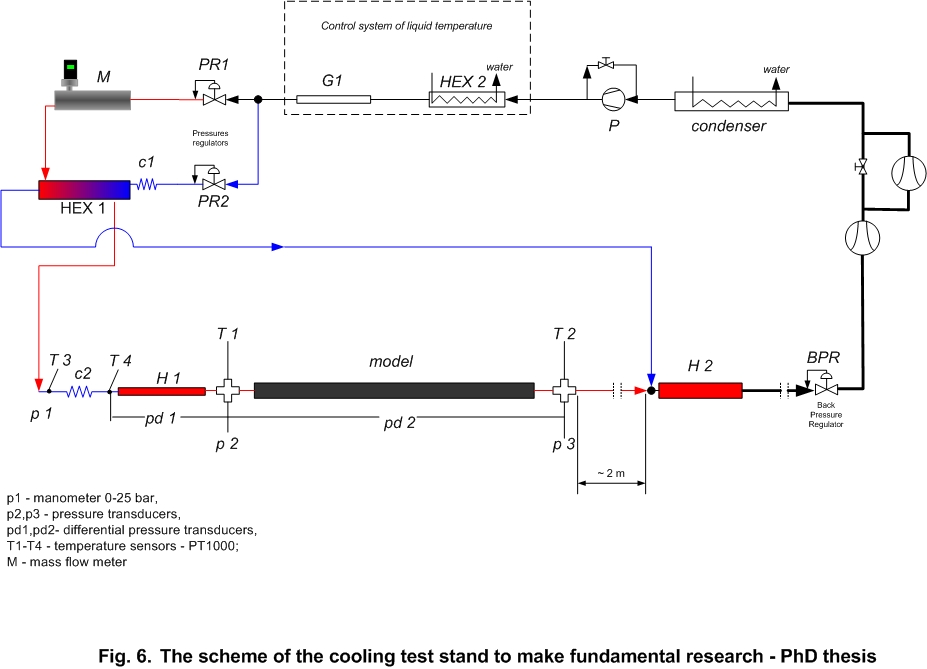 Control system of liquid temperature
M
PR1
G1
HEX 2
water
water
P
condenser
Pressures
regulators
c1
PR2
HEX 1
T 1
T 2
T 3
c2
T 4
H 1
model
H 2
BPR
p 1
pd 1
pd 2
p 2
p 3
Back
Pressure
Regulator
~ 2 m
p1 - manometer 0-25 bar,
p2,p3 - pressure transducers,
pd1,pd2- differential pressure transducers,
T1-T4 - temperature sensors - PT1000;
M - mass flow meter
Fig. 6. The scheme of the cooling test stand to make fundamental research - PhD thesis